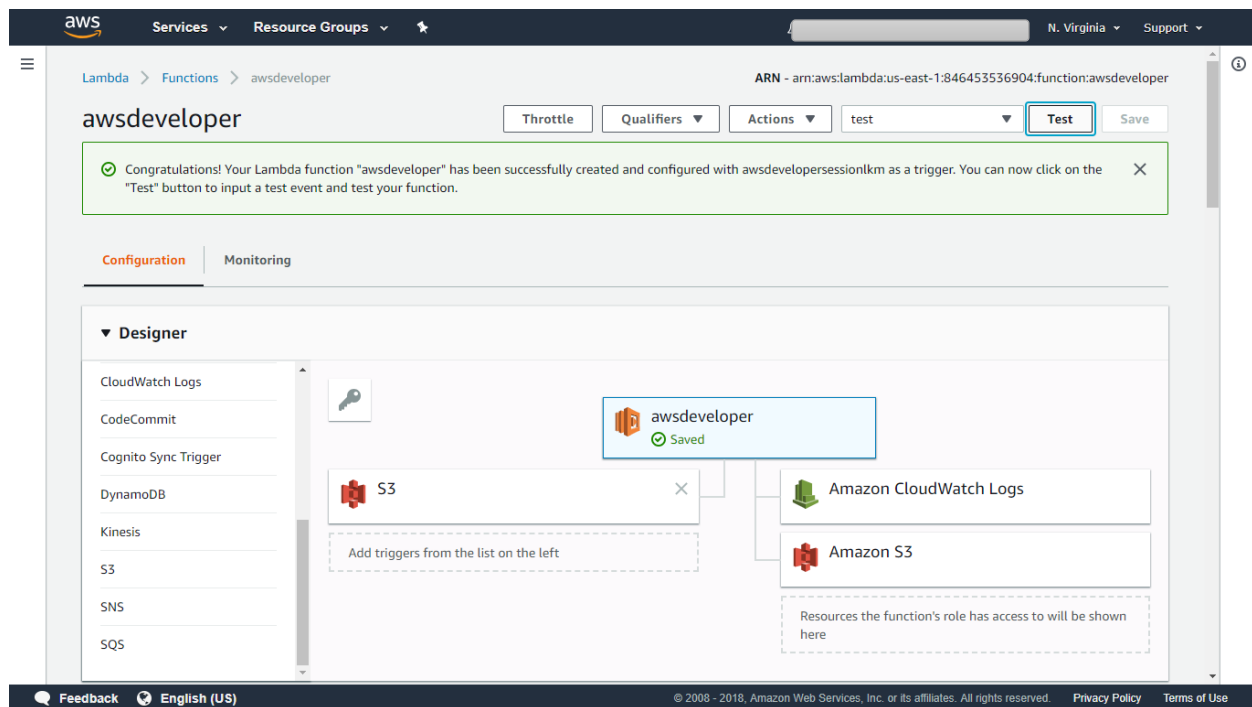 aws
Services
Resource Groups
N. Virginia
Support
Lambda > Functions > awsdeveloper
ARN - arn:aws:lambda:us-east-1:846453536904:function:awsdeveloper
awsdeveloper
Throttle
Qualifiers
Actions
test
Test
Save
Congratulations! Your Lambda function "awsdeveloper" has been successfully created and configured with awsdevelopersessionlkm as a trigger. You can now click on the
"Test" button to input a test event and test your function.
Configuration
Monitoring
Designer
CloudWatch Logs
CodeCommit
Cognito Sync Trigger
DynamoDB
Kinesis
S3
SNS
SQS
awsdeveloper
Saved
S3
Add triggers from the list on the left
Amazon CloudWatch Logs
Amazon S3
Resources the function's role has access to will be shown
here
Feedback
English (US)
© 2008 - 2018, Amazon Web Services, Inc. or its affiliates. All rights reserved.
Privacy Policy
Terms of Use